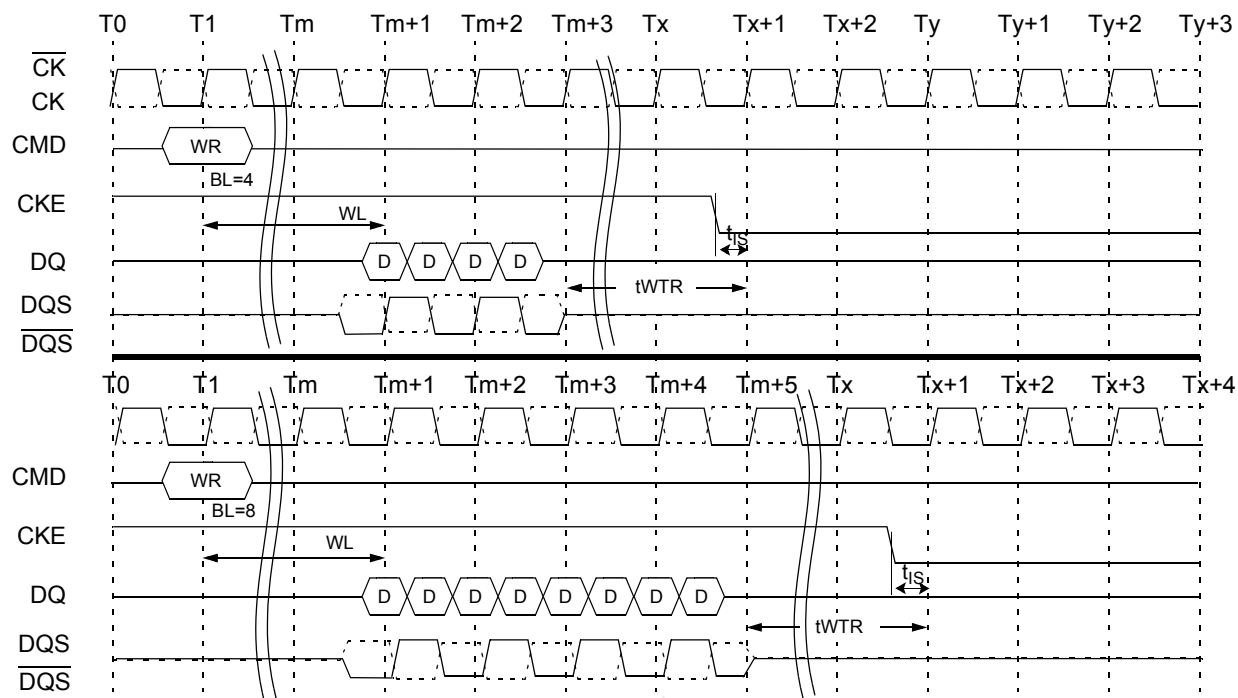 T0 T1 Tm Tm+1 Tm+2 Tm+3 Tx Tx+1 Tx+2 Ty Ty+1 Ty+2 Ty+3
CK
CK
CMD WR
BL=4
CKE
WL
tIS
DQ D D D D
tWTR
DQS
DQS
T0 T1 Tm Tm+1 Tm+2 Tm+3 Tm+4 Tm+5 Tx Tx+1 Tx+2 Tx+3 Tx+4
CMD WR
BL=8
CKE
WL
tIS
DQ D D D D D D D D
tWTR
DQS
DQS